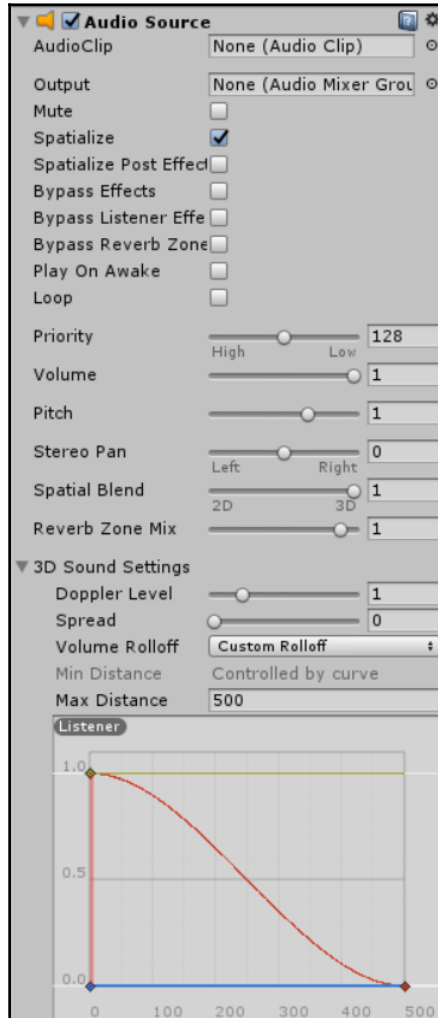 Audio Source
AudioClip None (Audio Clip)
Output None (Audio Mixer Grou
Mute
Spatialize
Spatialize Post Effect
Bypass Effects
Bypass Listener Effe
Bypass Reverb Zone
Play On Awake
Loop
Priority 128
High Low
Volume 1
Pitch 1
Stereo Pan 0
Left Right
Spatial Blend 1
2D 3D
Reverb Zone Mix 1
3D Sound Settings
Doppler Level 1
Spread 0
Volume Rolloff Custom Rolloff
Min Distance Controlled by curve
Max Distance 500
Listener
1.0
0.5
0.0
0 100 200 300 400 500